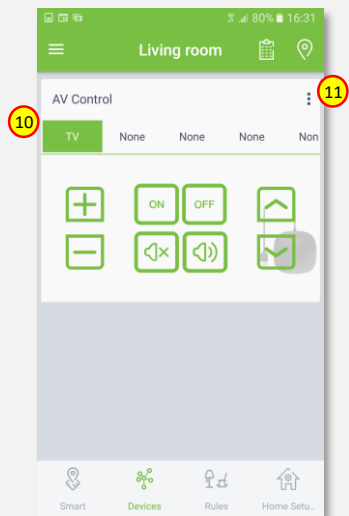 80% 16:31
Living room
11
AV Control
10
TV None None None Non
ON OFF
Smart Devices Rules Home Setu..